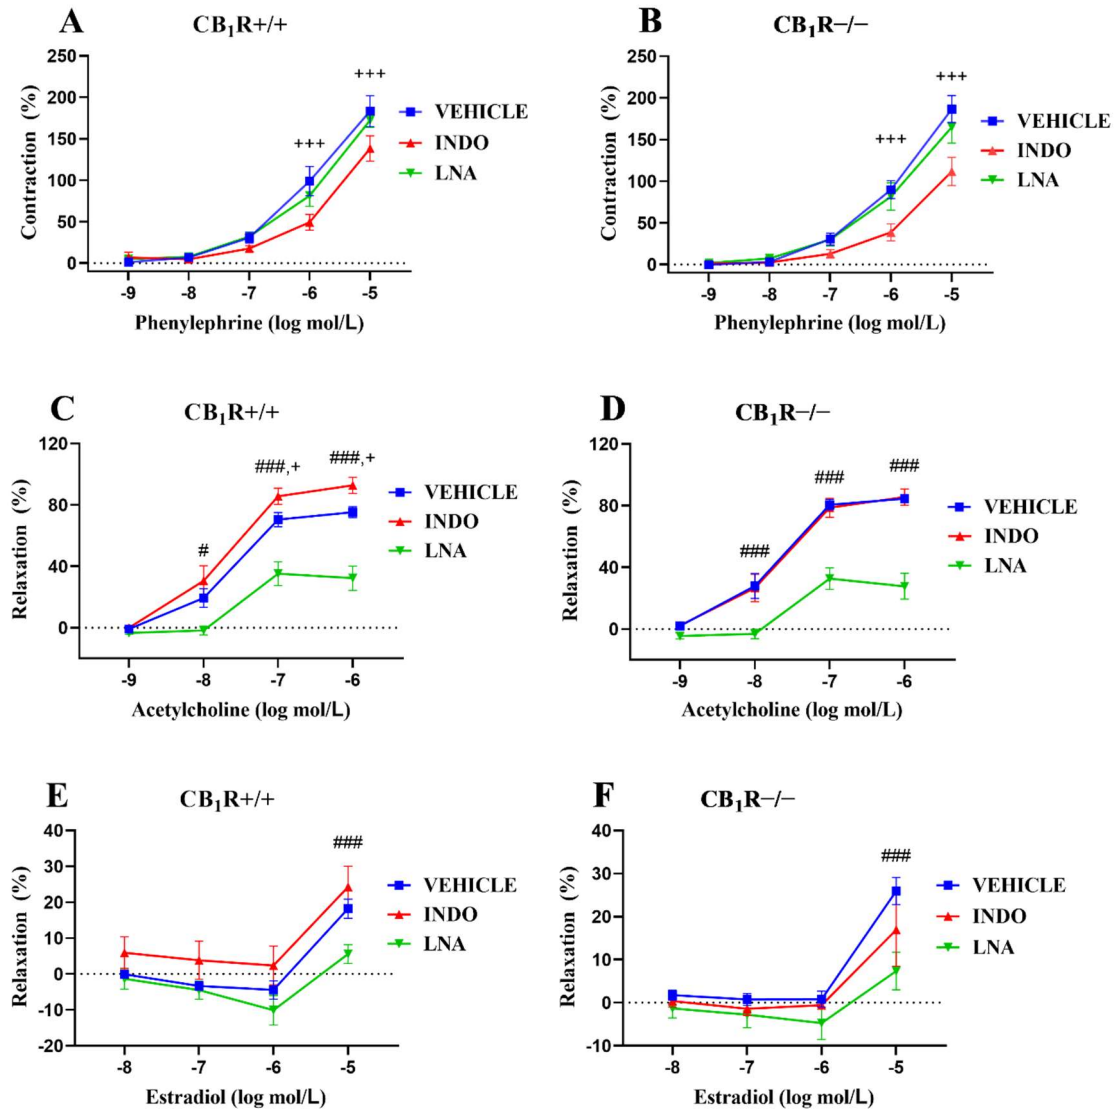 A
CB₁R+/+
Contraction (%)
250
200
150
100
50
0
-9 -8 -7 -6 -5
Phenylephrine (log mol/L)
+++
+++
VEHICLE
INDO
LNA
B
CB₁R−/−
Contraction (%)
250
200
150
100
50
0
-9 -8 -7 -6 -5
Phenylephrine (log mol/L)
+++
+++
VEHICLE
INDO
LNA
C
CB₁R+/+
Relaxation (%)
120
80
40
0
-9 -8 -7 -6
Acetylcholine (log mol/L)
#
###,+
###,+
VEHICLE
INDO
LNA
D
CB₁R−/−
Relaxation (%)
120
80
40
0
-9 -8 -7 -6
Acetylcholine (log mol/L)
###
###
###
VEHICLE
INDO
LNA
E
CB₁R+/+
Relaxation (%)
40
30
20
10
0
-10
-20
-8 -7 -6 -5
Estradiol (log mol/L)
###
VEHICLE
INDO
LNA
F
CB₁R−/−
Relaxation (%)
40
30
20
10
0
-10
-8 -7 -6 -5
Estradiol (log mol/L)
###
VEHICLE
INDO
LNA